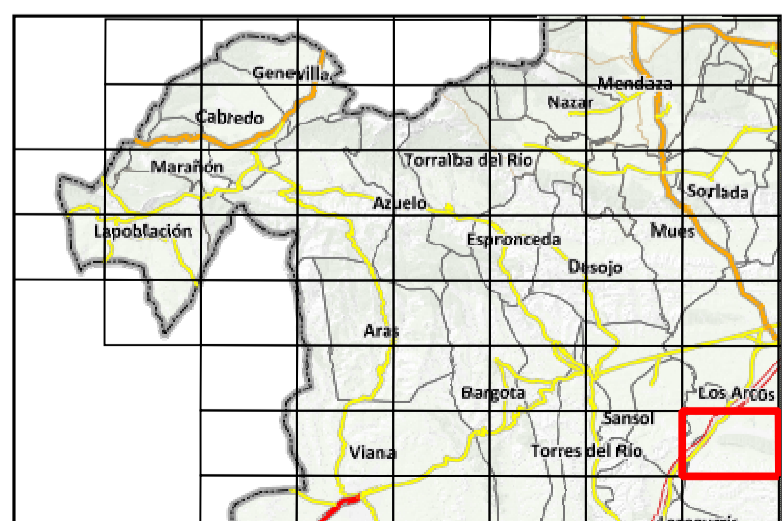 Genevilla
Mendaza
Nazar
Cabredo
Torralba del Río
Marañón
Sorlada
Azuelo
Lapoblación
Mues
Espronceda
Desojo
Aras
Bargota
Los Arcos
Sansol
Viana
Torres del Río